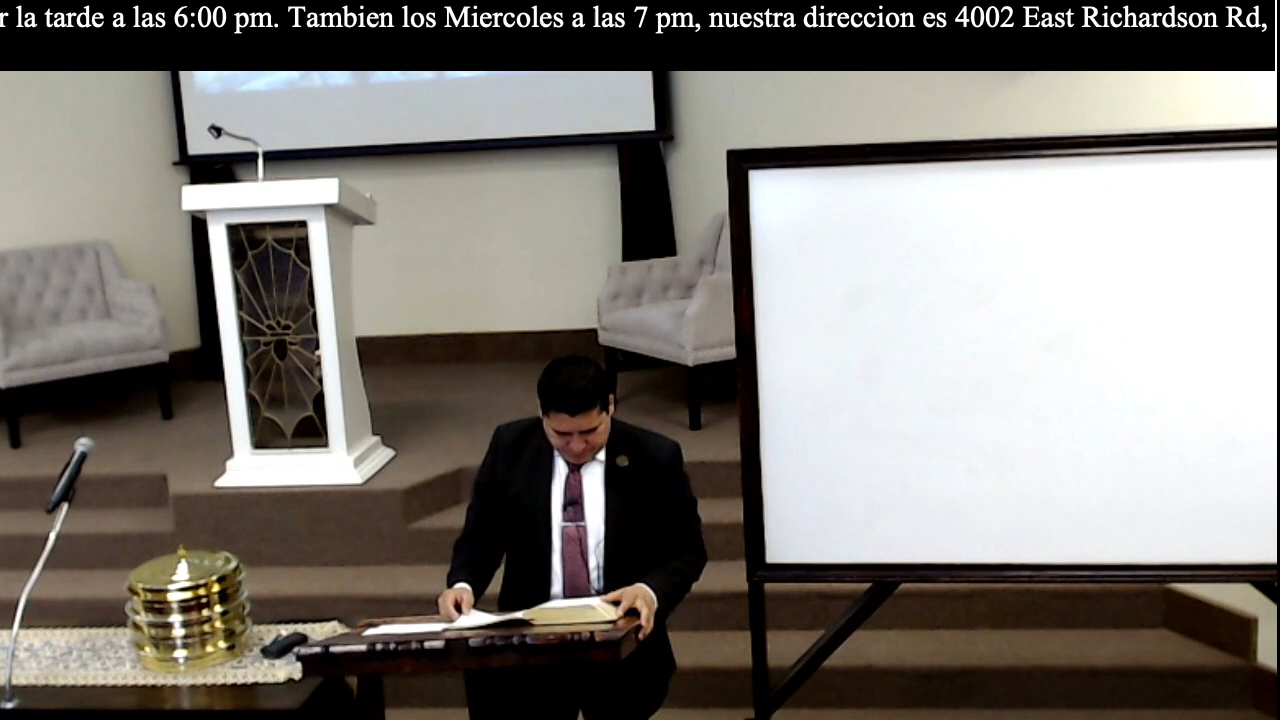 r la tarde a las 6:00 pm. Tambien los Miercoles a las 7 pm, nuestra direccion es 4002 East Richardson Rd,